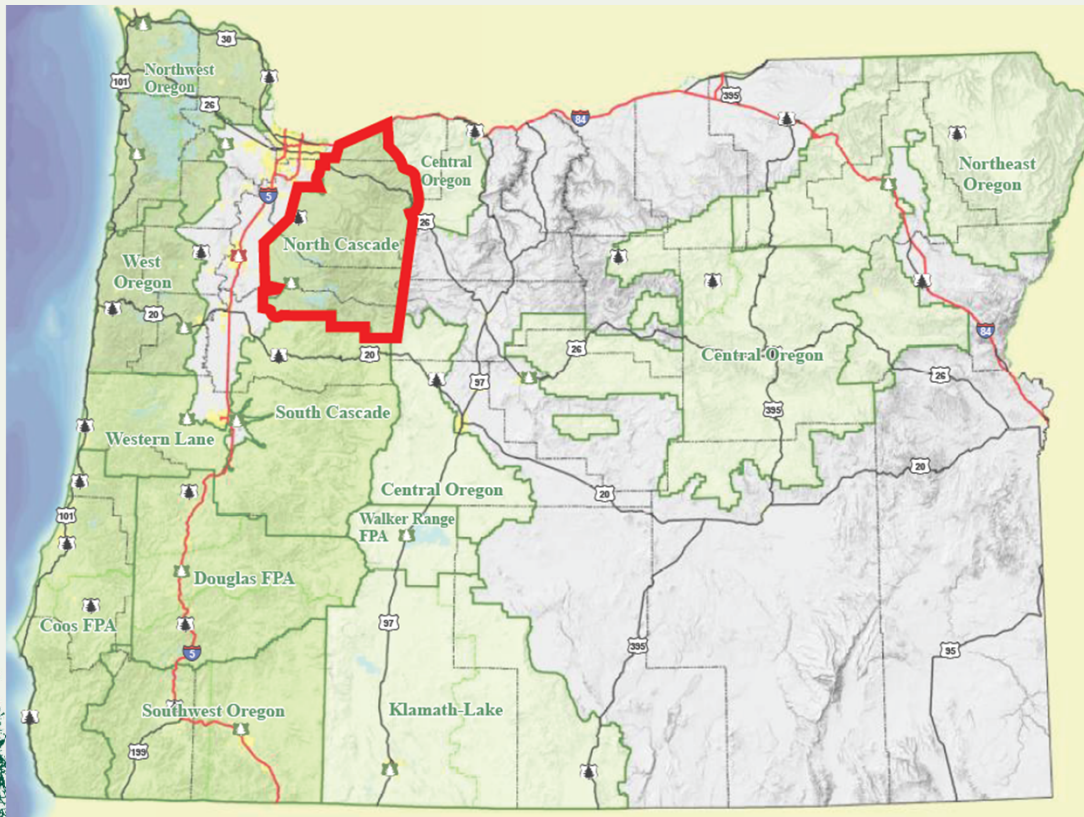 30
101
Northwest
Oregon
26
395
84
Northeast
Oregon
Central
Oregon
5
26
North Cascade
West
Oregon
20
84
20
26
97
Central Oregon
26
395
South Cascade
Western Lane
20
20
Central Oregon
101
Walker Range
FPA
Douglas FPA
Coos FPA
97
395
95
5
Southwest Oregon
Klamath-Lake
199